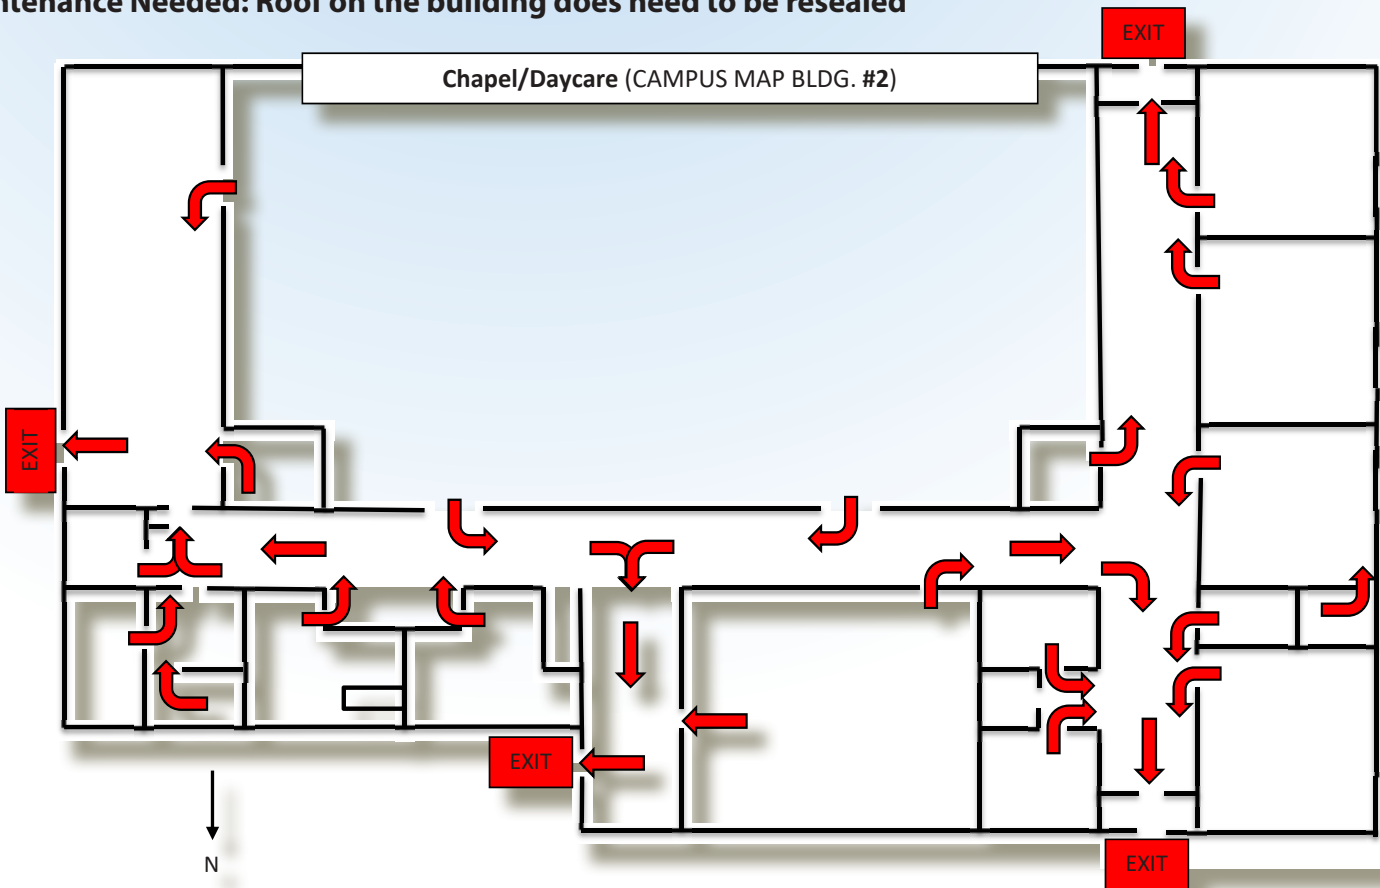 ntenance Needed: Roof on the building does need to be resealed
EXIT
Chapel/Daycare (CAMPUS MAP BLDG. #2)
EXIT
EXIT
N
EXIT